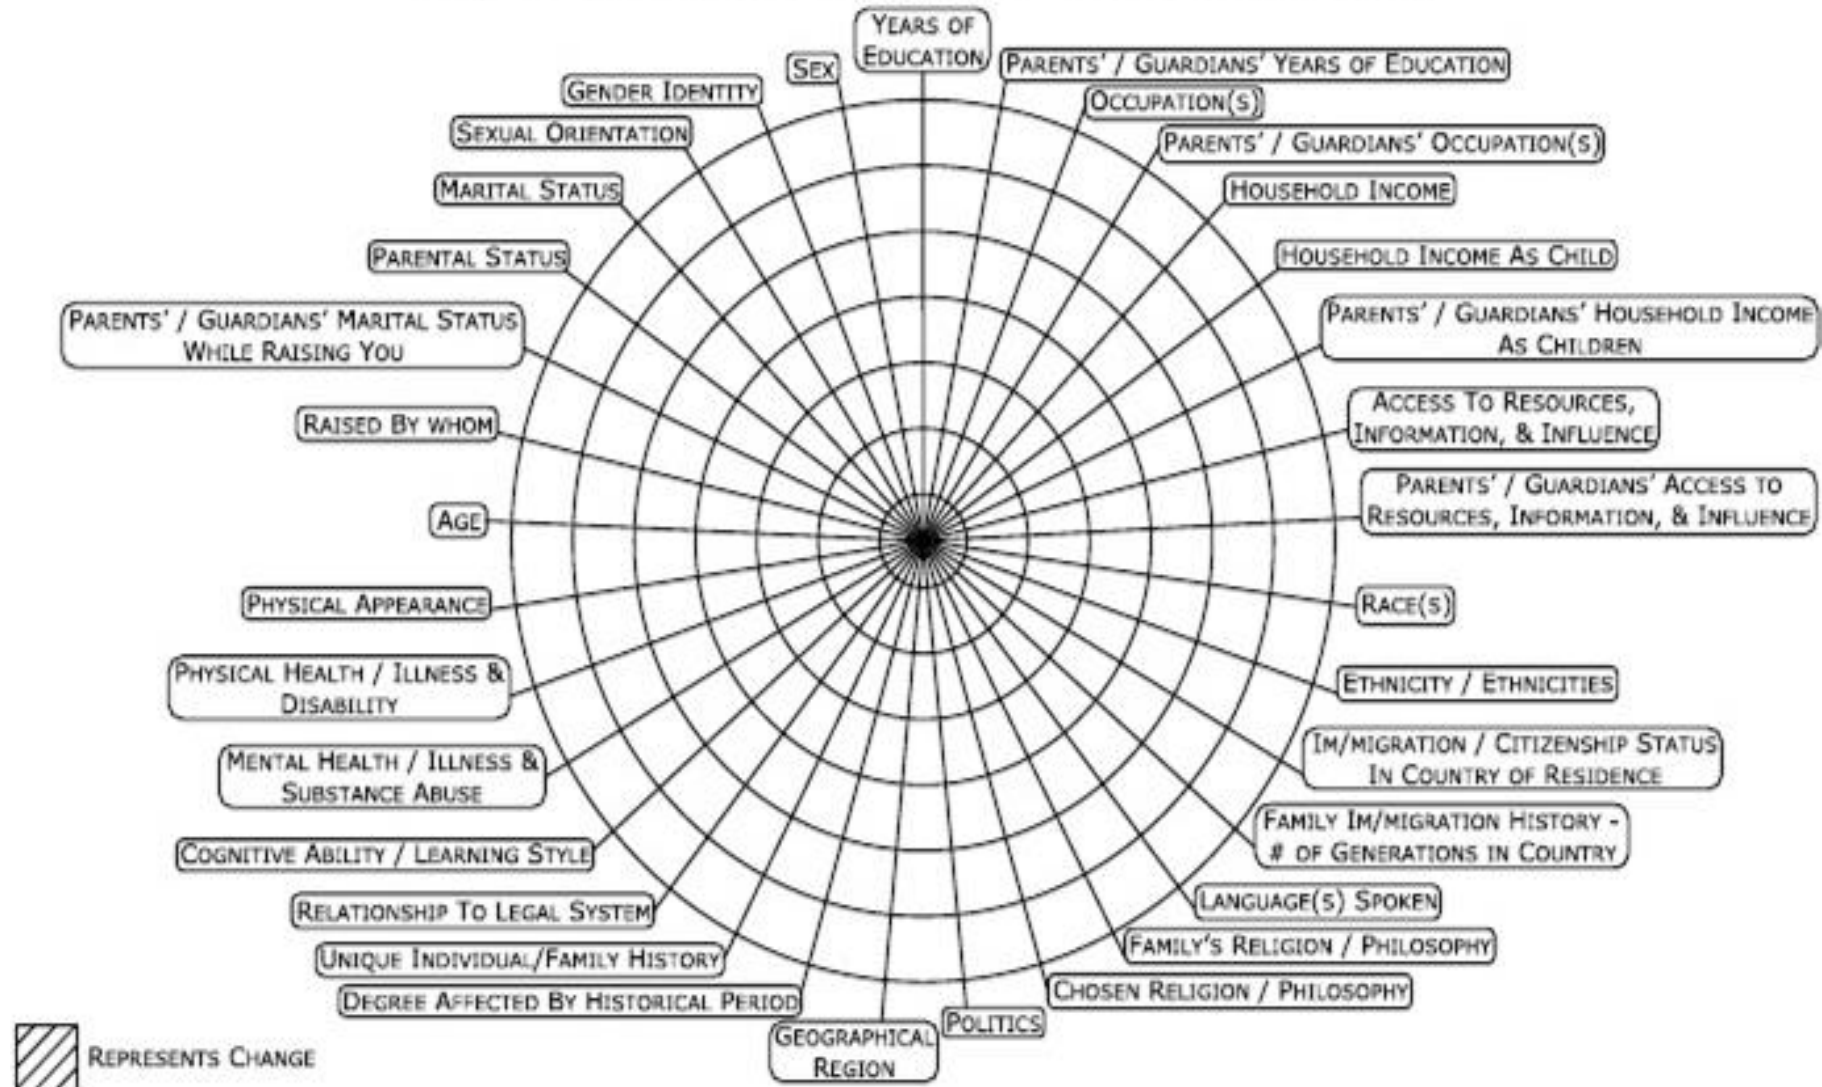 YEARS OF
EDUCATION
PARENTS' / GUARDIANS' YEARS OF EDUCATION
OCCUPATION(S)
PARENTS' / GUARDIANS' OCCUPATION(S)
HOUSEHOLD INCOME
HOUSEHOLD INCOME AS CHILD
PARENTS' / GUARDIANS' HOUSEHOLD INCOME
AS CHILDREN
ACCESS TO RESOURCES,
INFORMATION, & INFLUENCE
PARENTS' / GUARDIANS' ACCESS TO
RESOURCES, INFORMATION, & INFLUENCE
RACE(S)
ETHNICITY / ETHNICITIES
IM/MIGRATION / CITIZENSHIP STATUS
IN COUNTRY OF RESIDENCE
FAMILY IM/MIGRATION HISTORY -
# OF GENERATIONS IN COUNTRY
LANGUAGE(S) SPOKEN
FAMILY'S RELIGION / PHILOSOPHY
CHOSEN RELIGION / PHILOSOPHY
POLITICS
GEOGRAPHICAL
REGION
DEGREE AFFECTED BY HISTORICAL PERIOD
UNIQUE INDIVIDUAL/FAMILY HISTORY
RELATIONSHIP TO LEGAL SYSTEM
COGNITIVE ABILITY / LEARNING STYLE
MENTAL HEALTH / ILLNESS &
SUBSTANCE ABUSE
PHYSICAL HEALTH / ILLNESS &
DISABILITY
PHYSICAL APPEARANCE
AGE
RAISED BY WHOM
PARENTS' / GUARDIANS' MARITAL STATUS
WHILE RAISING YOU
PARENTAL STATUS
MARITAL STATUS
SEXUAL ORIENTATION
GENDER IDENTITY
SEX
REPRESENTS CHANGE